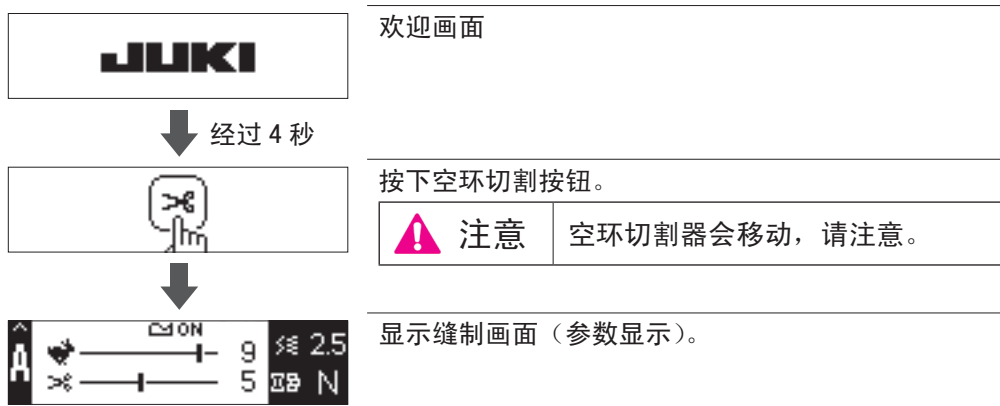 JUKI
欢迎画面
经过 4 秒
按下空环切割按钮。
注意
空环切割器会移动，请注意。
显示缝制画面（参数显示）。
A
ON
9
5
2.5
N